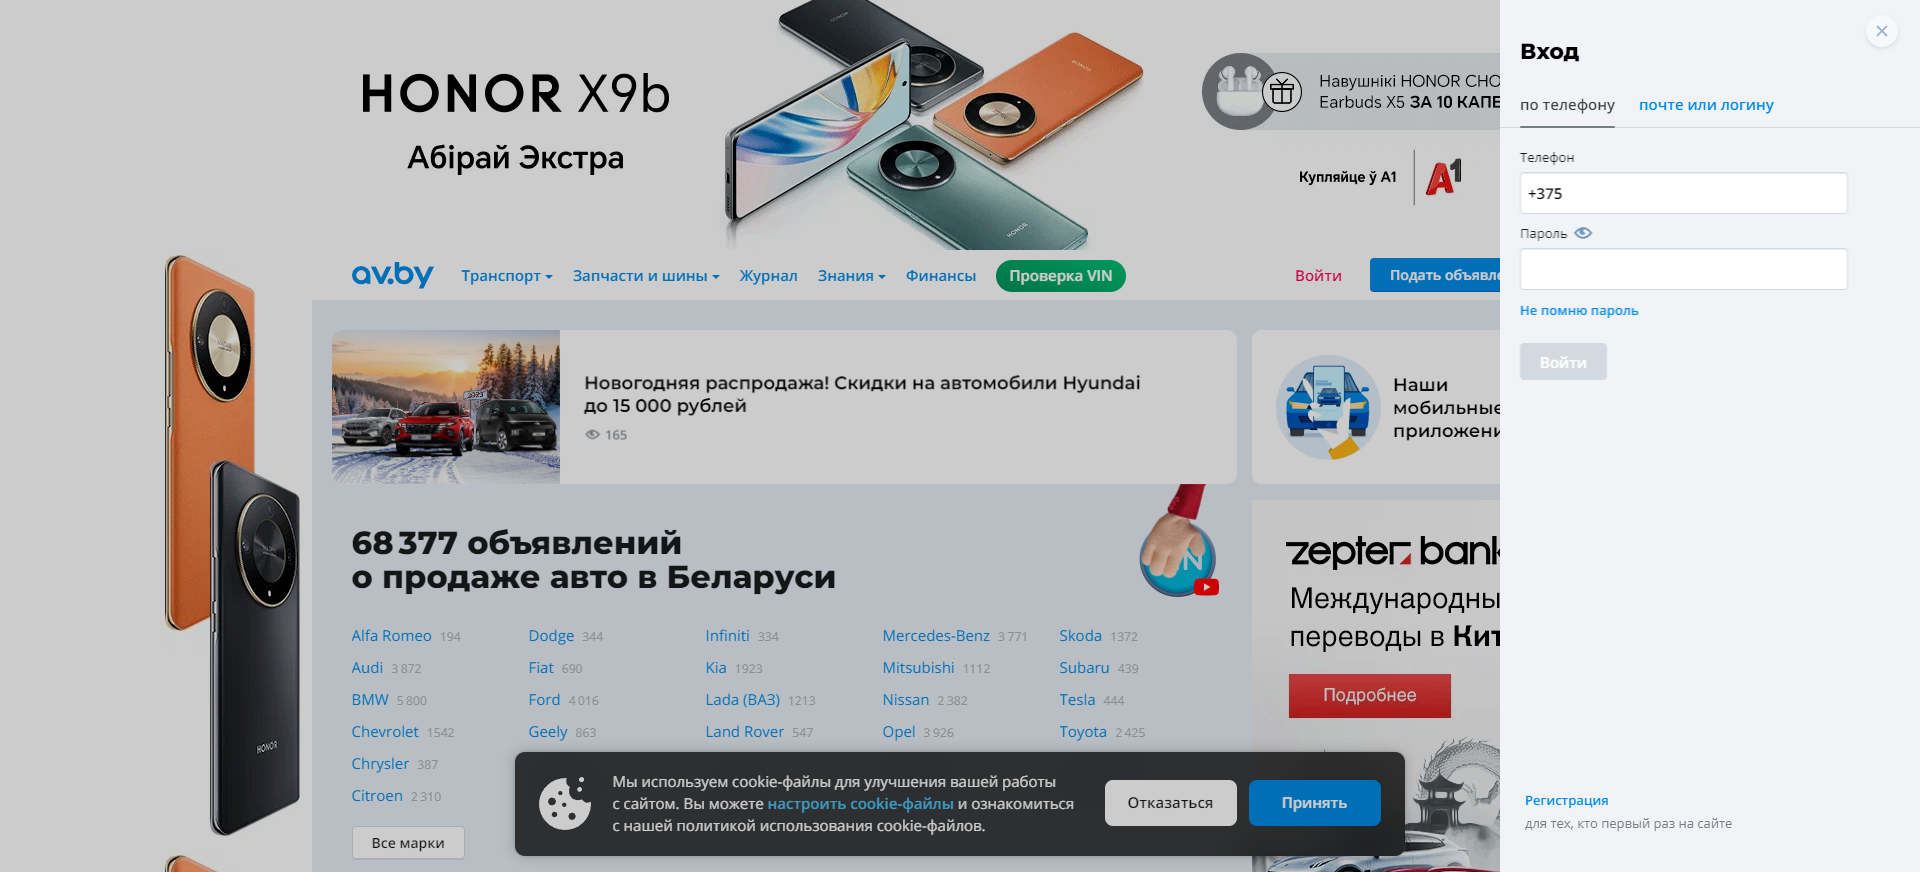 HONOR X9b
Абірай Экстра
Навушнікі HONOR CHO
Earbuds X5 ЗА 10 КАПЕ
Купляйце ў А1
A1
av.by
Транспорт
Запчасти и шины
Журнал
Знания
Финансы
Проверка VIN
Войти
Подать объявле
Новогодняя распродажа! Скидки на автомобили Hyundai
до 15 000 рублей
165
Наши
мобильные
приложени
68 377 объявлений
о продаже авто в Беларуси
Alfa Romeo 194
Audi 3 872
BMW 5 800
Chevrolet 1542
Chrysler 387
Citroen 2 310
Dodge 344
Fiat 690
Ford 4 016
Geely 863
Infiniti 334
Kia 1923
Lada (ВАЗ) 1213
Land Rover 547
Mercedes-Benz 3 771
Mitsubishi 1112
Nissan 2 382
Opel 3 926
Skoda 1372
Subaru 439
Tesla 444
Toyota 2 425
Все марки
zepter bank
Международны
переводы в Кит
Подробнее
HONOR
HONOR
Мы используем cookie-файлы для улучшения вашей работы
с сайтом. Вы можете настроить cookie-файлы и ознакомиться
с нашей политикой использования cookie-файлов.
Отказаться
Принять
Вход
по телефону
почте или логину
Телефон
+375
Пароль
Не помню пароль
Войти
Регистрация
для тех, кто первый раз на сайте